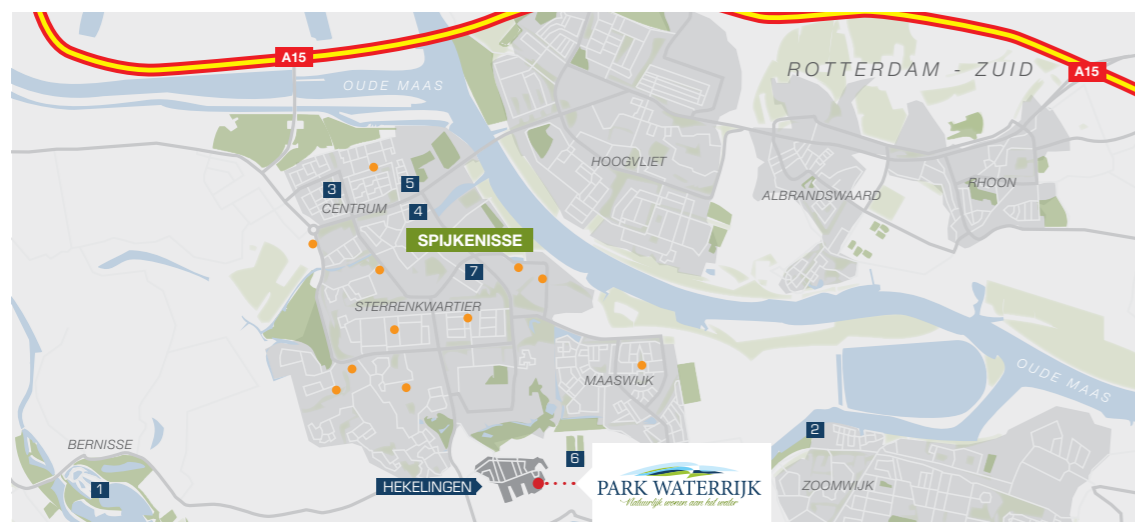 A15
ROTTERDAM - ZUID
A15
OUDE MAAS
HOOGVLIET
ALBRANDSWAARD
RHOON
3
5
CENTRUM
4
SPIJKENISSE
7
STERRENKWARTIER
MAASWIJK
OUDE MAAS
BERNISSE
2
1
6
HEKELINGEN
PARK WATERRIJK
Natuurlijk wonen aan het water
ZOOMWIJK